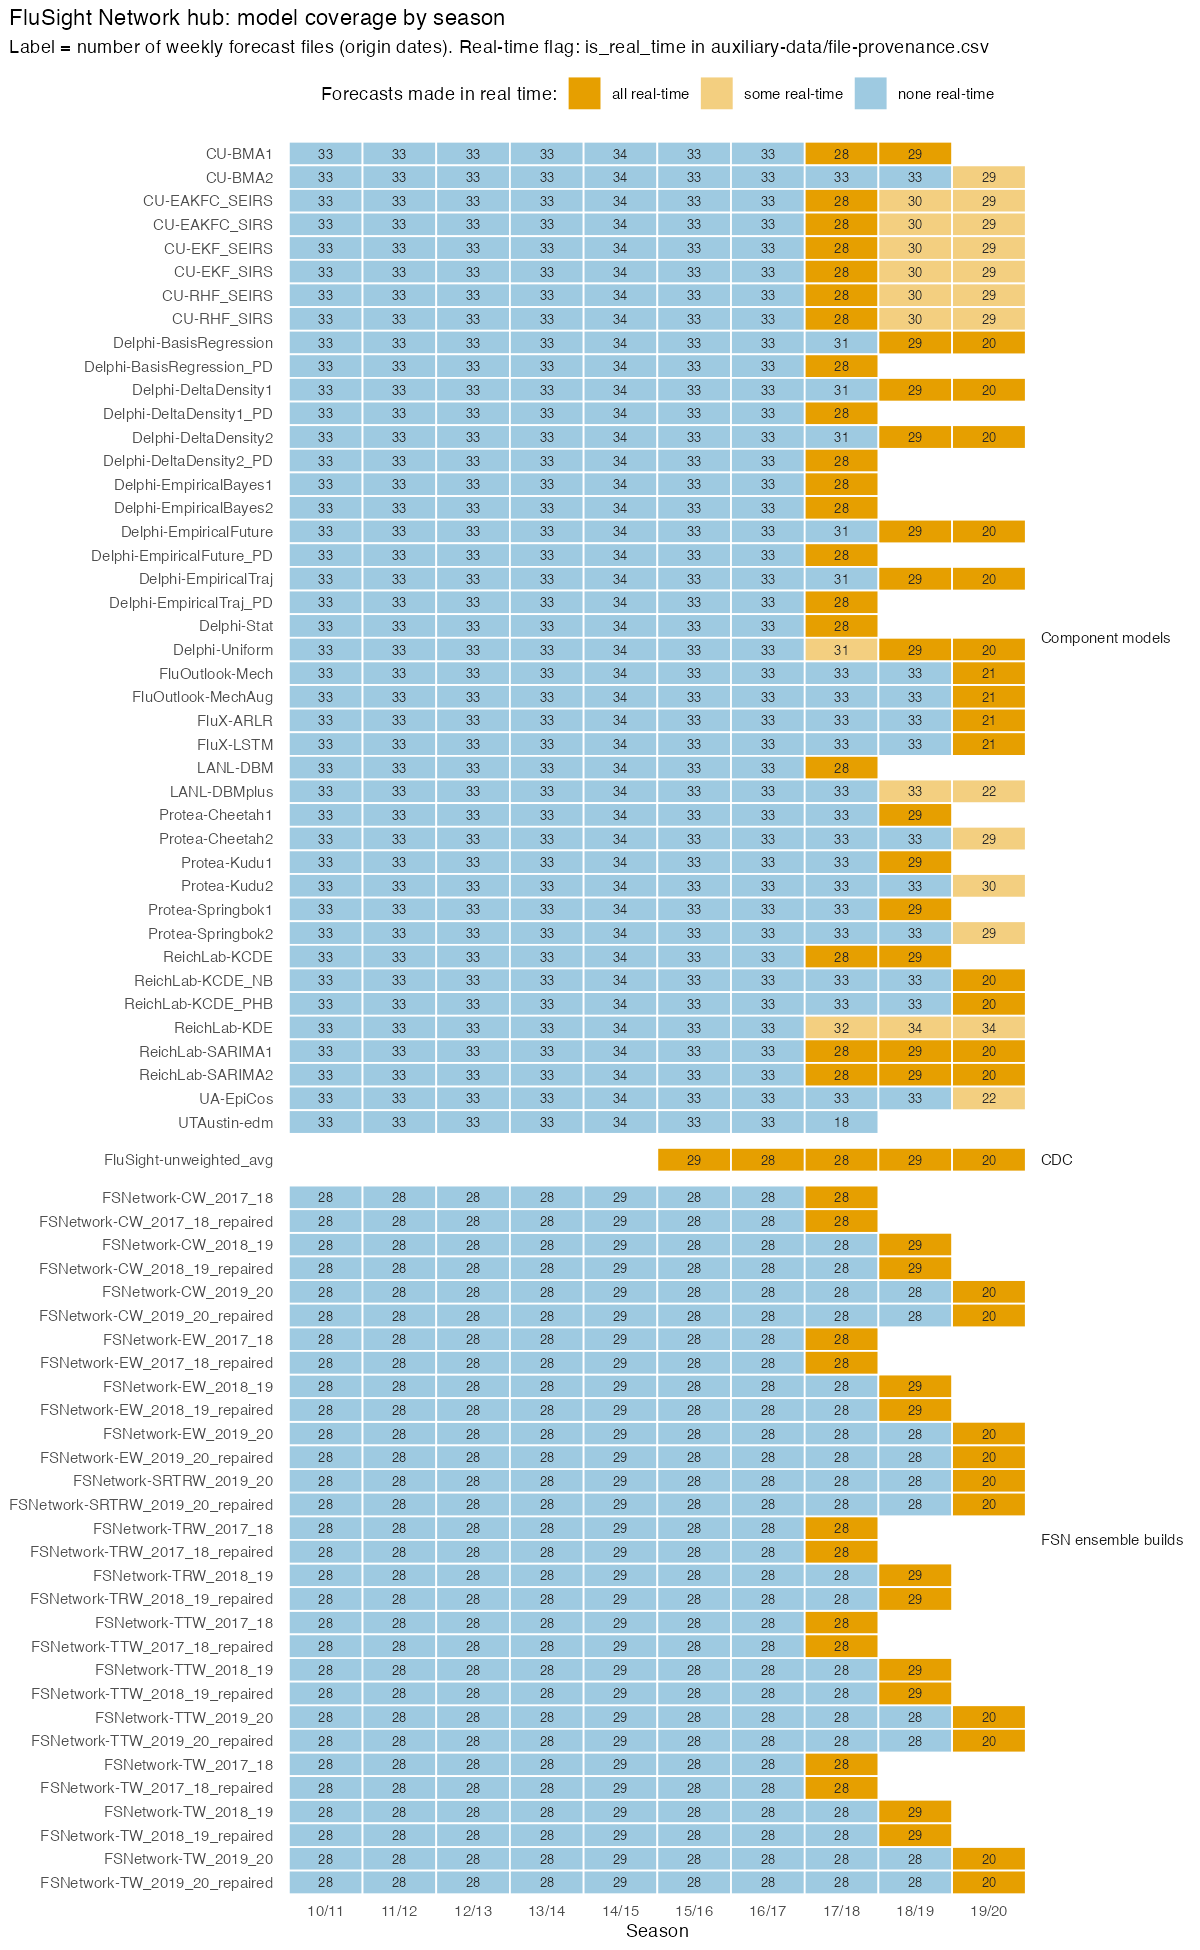 FluSight Network hub: model coverage by season
Label = number of weekly forecast files (origin dates). Real-time flag: is_real_time in auxiliary-data/file-provenance.csv
Forecasts made in real time: all real-time some real-time none real-time
CU-BMA1 33 33 33 33 34 33 33 28 29
CU-BMA2 33 33 33 33 34 33 33 33 33 29
CU-EAKFC_SEIRS 33 33 33 33 34 33 33 28 30 29
CU-EAKFC_SIRS 33 33 33 33 34 33 33 28 30 29
CU-EKF_SEIRS 33 33 33 33 34 33 33 28 30 29
CU-EKF_SIRS 33 33 33 33 34 33 33 28 30 29
CU-RHF_SEIRS 33 33 33 33 34 33 33 28 30 29
CU-RHF_SIRS 33 33 33 33 34 33 33 28 30 29
Delphi-BasisRegression 33 33 33 33 34 33 33 31 29 20
Delphi-BasisRegression_PD 33 33 33 33 34 33 33 28
Delphi-DeltaDensity1 33 33 33 33 34 33 33 31 29 20
Delphi-DeltaDensity1_PD 33 33 33 33 34 33 33 28
Delphi-DeltaDensity2 33 33 33 33 34 33 33 31 29 20
Delphi-DeltaDensity2_PD 33 33 33 33 34 33 33 28
Delphi-EmpiricalBayes1 33 33 33 33 34 33 33 28
Delphi-EmpiricalBayes2 33 33 33 33 34 33 33 28
Delphi-EmpiricalFuture 33 33 33 33 34 33 33 31 29 20
Delphi-EmpiricalFuture_PD 33 33 33 33 34 33 33 28
Delphi-EmpiricalTraj 33 33 33 33 34 33 33 31 29 20
Delphi-EmpiricalTraj_PD 33 33 33 33 34 33 33 28
Delphi-Stat 33 33 33 33 34 33 33 28
Component models
Delphi-Uniform 33 33 33 33 34 33 33 31 29 20
FluOutlook-Mech 33 33 33 33 34 33 33 33 33 21
FluOutlook-MechAug 33 33 33 33 34 33 33 33 33 21
FluX-ARLR 33 33 33 33 34 33 33 33 33 21
FluX-LSTM 33 33 33 33 34 33 33 33 33 21
LANL-DBM 33 33 33 33 34 33 33 28
LANL-DBMplus 33 33 33 33 34 33 33 33 33 22
Protea-Cheetah1 33 33 33 33 34 33 33 33 29
Protea-Cheetah2 33 33 33 33 34 33 33 33 33 29
Protea-Kudu1 33 33 33 33 34 33 33 33 29
Protea-Kudu2 33 33 33 33 34 33 33 33 33 30
Protea-Springbok1 33 33 33 33 34 33 33 33 29
Protea-Springbok2 33 33 33 33 34 33 33 33 33 29
ReichLab-KCDE 33 33 33 33 34 33 33 28 29
ReichLab-KCDE_NB 33 33 33 33 34 33 33 33 33 20
ReichLab-KCDE_PHB 33 33 33 33 34 33 33 33 33 20
ReichLab-KDE 33 33 33 33 34 33 33 32 34 34
ReichLab-SARIMA1 33 33 33 33 34 33 33 28 29 20
ReichLab-SARIMA2 33 33 33 33 34 33 33 28 29 20
UA-EpiCos 33 33 33 33 34 33 33 33 33 22
UTAustin-edm 33 33 33 33 34 33 33 18
FluSight-unweighted_avg 29 28 28 29 20 CDC
FSNetwork-CW_2017_18 28 28 28 28 29 28 28 28
FSNetwork-CW_2017_18_repaired 28 28 28 28 29 28 28 28
FSNetwork-CW_2018_19 28 28 28 28 29 28 28 28 29
FSNetwork-CW_2018_19_repaired 28 28 28 28 29 28 28 28 29
FSNetwork-CW_2019_20 28 28 28 28 29 28 28 28 28 20
FSNetwork-CW_2019_20_repaired 28 28 28 28 29 28 28 28 28 20
FSNetwork-EW_2017_18 28 28 28 28 29 28 28 28
FSNetwork-EW_2017_18_repaired 28 28 28 28 29 28 28 28
FSNetwork-EW_2018_19 28 28 28 28 29 28 28 28 29
FSNetwork-EW_2018_19_repaired 28 28 28 28 29 28 28 28 29
FSNetwork-EW_2019_20 28 28 28 28 29 28 28 28 28 20
FSNetwork-EW_2019_20_repaired 28 28 28 28 29 28 28 28 28 20
FSNetwork-SRTRW_2019_20 28 28 28 28 29 28 28 28 28 20
FSNetwork-SRTRW_2019_20_repaired 28 28 28 28 29 28 28 28 28 20
FSNetwork-TRW_2017_18 28 28 28 28 29 28 28 28
FSN ensemble builds
FSNetwork-TRW_2017_18_repaired 28 28 28 28 29 28 28 28
FSNetwork-TRW_2018_19 28 28 28 28 29 28 28 28 29
FSNetwork-TRW_2018_19_repaired 28 28 28 28 29 28 28 28 29
FSNetwork-TTW_2017_18 28 28 28 28 29 28 28 28
FSNetwork-TTW_2017_18_repaired 28 28 28 28 29 28 28 28
FSNetwork-TTW_2018_19 28 28 28 28 29 28 28 28 29
FSNetwork-TTW_2018_19_repaired 28 28 28 28 29 28 28 28 29
FSNetwork-TTW_2019_20 28 28 28 28 29 28 28 28 28 20
FSNetwork-TTW_2019_20_repaired 28 28 28 28 29 28 28 28 28 20
FSNetwork-TW_2017_18 28 28 28 28 29 28 28 28
FSNetwork-TW_2017_18_repaired 28 28 28 28 29 28 28 28
FSNetwork-TW_2018_19 28 28 28 28 29 28 28 28 29
FSNetwork-TW_2018_19_repaired 28 28 28 28 29 28 28 28 29
FSNetwork-TW_2019_20 28 28 28 28 29 28 28 28 28 20
FSNetwork-TW_2019_20_repaired 28 28 28 28 29 28 28 28 28 20
10/11 11/12 12/13 13/14 14/15 15/16 16/17 17/18 18/19 19/20
Season